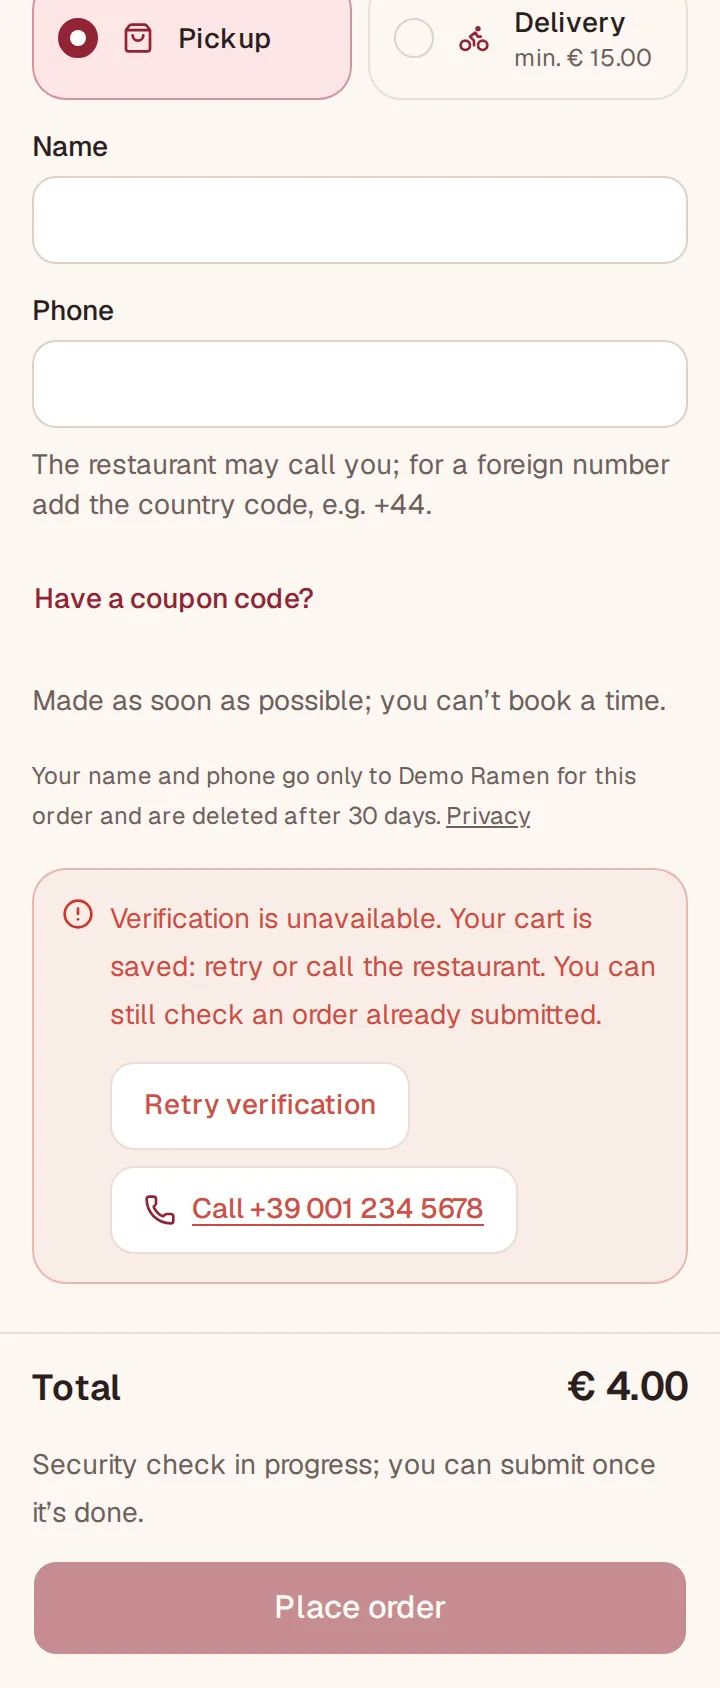 Pickup
Delivery
min. € 15.00
Name
Phone
The restaurant may call you; for a foreign number
add the country code, e.g. +44.
Have a coupon code?
Made as soon as possible; you can’t book a time.
Your name and phone go only to Demo Ramen for this
order and are deleted after 30 days. Privacy
Verification is unavailable. Your cart is
saved: retry or call the restaurant. You can
still check an order already submitted.
Retry verification
Call +39 001 234 5678
Total
€ 4.00
Security check in progress; you can submit once
it’s done.
Place order